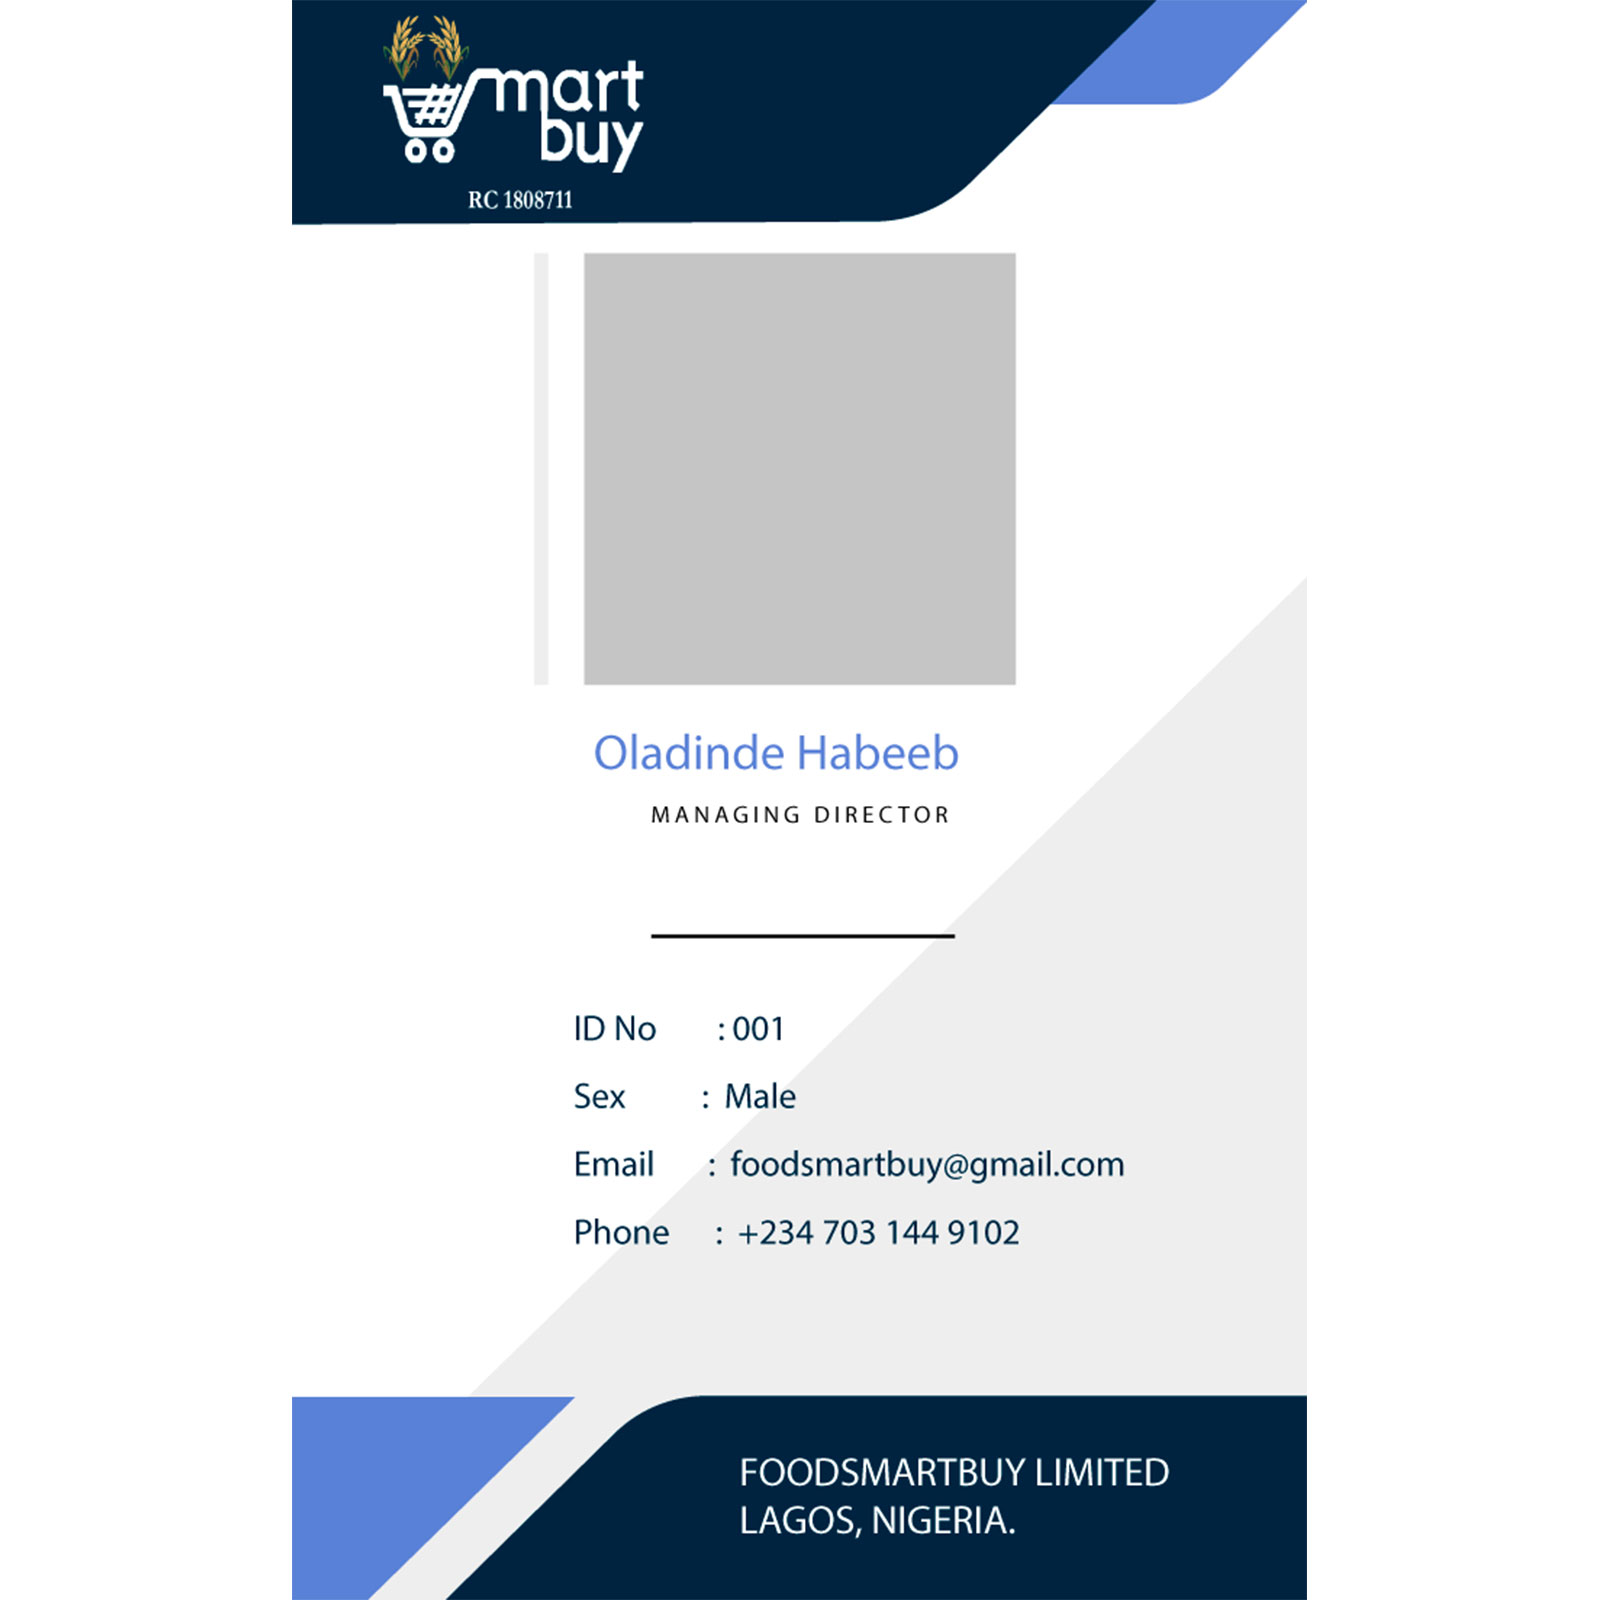 mart
buy
RC 1808711
Oladinde Habeeb
MANAGING DIRECTOR
ID No : 001
Sex : Male
Email : foodsmartbuy@gmail.com
Phone : +234 703 144 9102
FOODSMARTBUY LIMITED
LAGOS, NIGERIA.